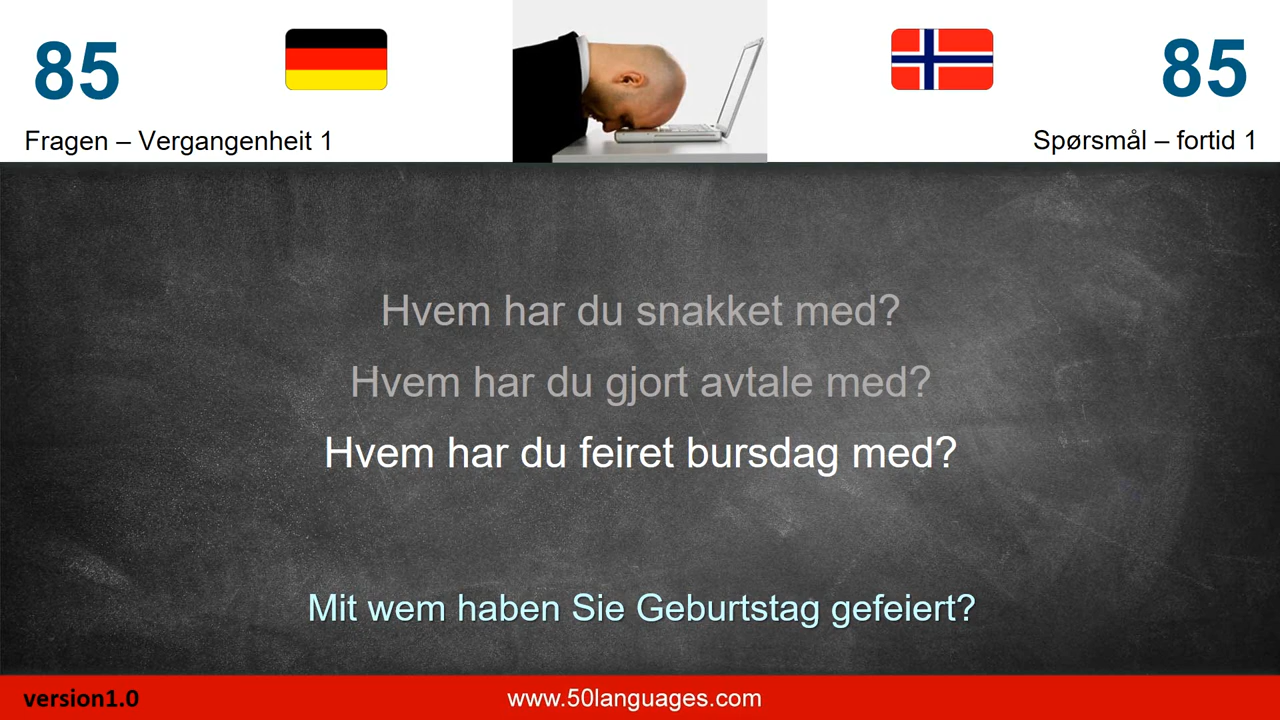 85
85
Fragen – Vergangenheit 1
Spørsmål – fortid 1
Hvem har du snakket med?
Hvem har du gjort avtale med?
Hvem har du feiret bursdag med?
Mit wem haben Sie Geburtstag gefeiert?
version1.0
www.50languages.com